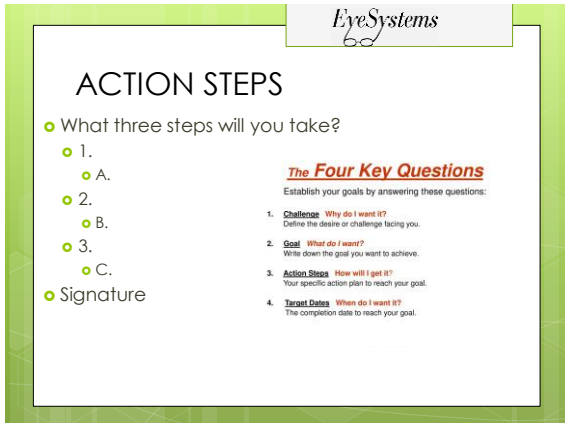 EyeSystems
ACTION STEPS
What three steps will you take?
1.
A.
2.
B.
3.
C.
Signature
The Four Key Questions
Establish your goals by answering these questions:
1. Challenge Why do I want it?
Define the desire or challenge facing you.
2. Goal What do I want?
Write down the goal you want to achieve.
3. Action Steps How will I get it?
Your specific action plan to reach your goal.
4. Target Dates When do I want it?
The completion date to reach your goal.